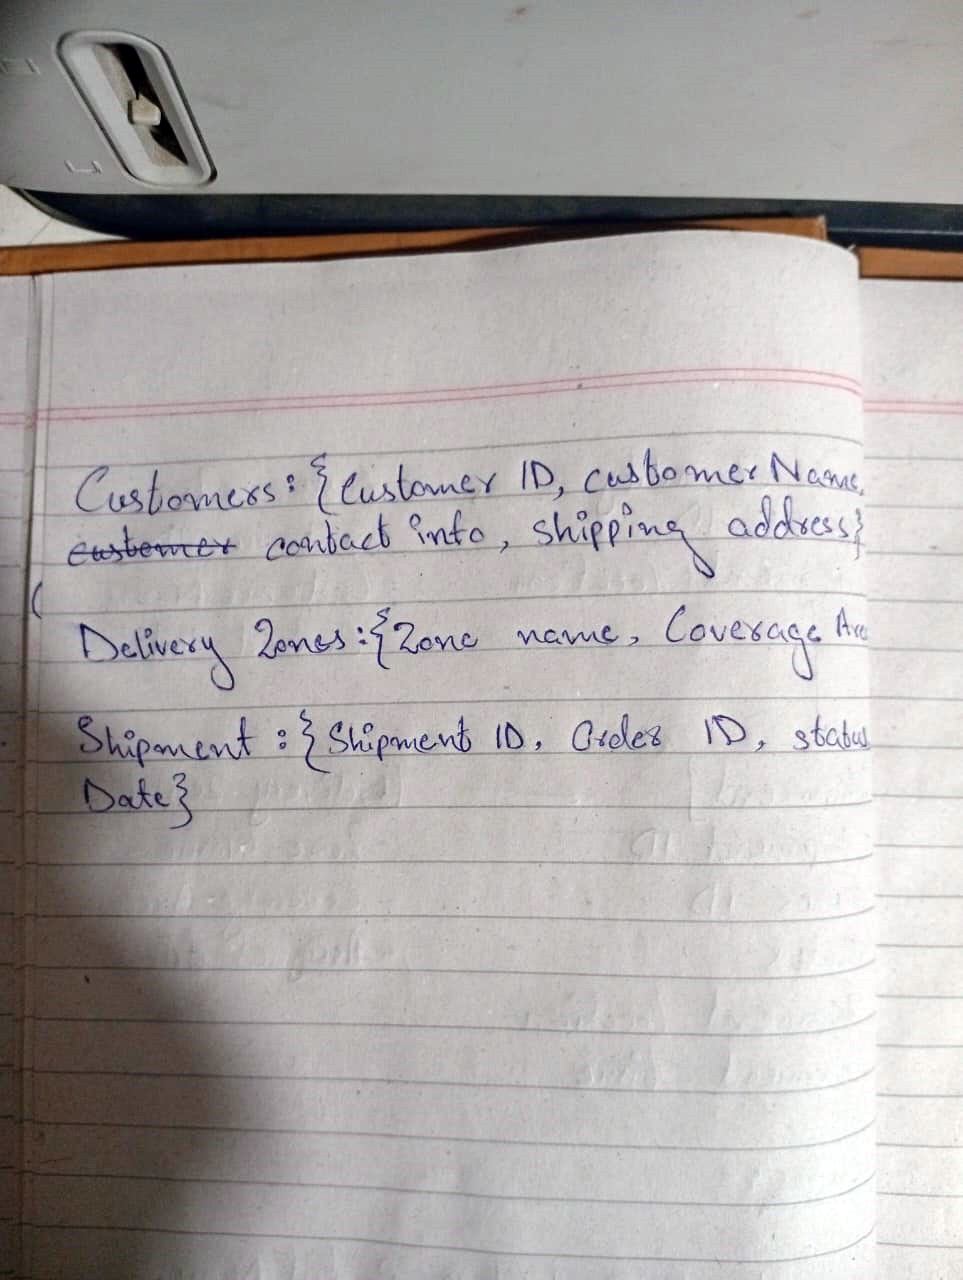 Customers: {Customer ID, customer Name,
customer contact info, shipping address}
Delivery Zones: {Zone name, Coverage Are
Shipment: {Shipment ID, Order ID, status
Date}